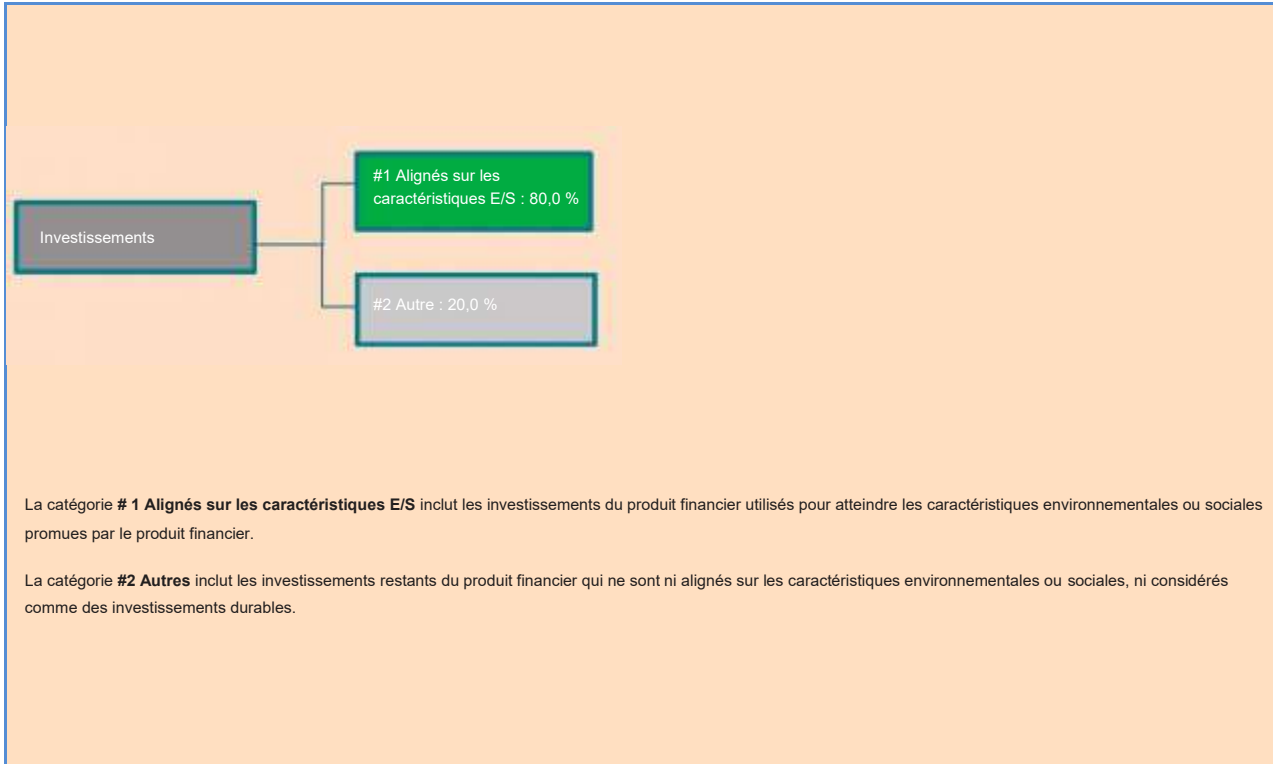 #1 Alignés sur les
caractéristiques E/S : 80,0 %
Investissements
#2 Autre : 20,0 %
La catégorie # 1 Alignés sur les caractéristiques E/S inclut les investissements du produit financier utilisés pour atteindre les caractéristiques environnementales ou sociales
promues par le produit financier.
La catégorie #2 Autres inclut les investissements restants du produit financier qui ne sont ni alignés sur les caractéristiques environnementales ou sociales, ni considérés
comme des investissements durables.